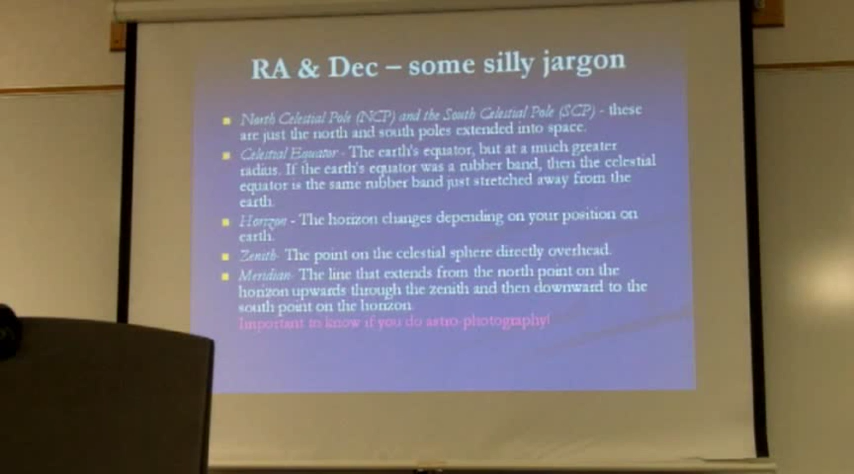 RA & Dec – some silly jargon
North Celestial Pole (NCP) and the South Celestial Pole (SCP) - these
are just the north and south poles extended into space.
Celestial Equator - The earth's equator, but at a much greater
radius. If the earth's equator was a rubber band, then the celestial
equator is the same rubber band just stretched away from the
earth.
Horizon - The horizon changes depending on your position on
earth.
Zenith- The point on the celestial sphere directly overhead.
Meridian- The line that extends from the north point on the
horizon upwards through the zenith and then downward to the
south point on the horizon.
Important to know if you do astro-photography!